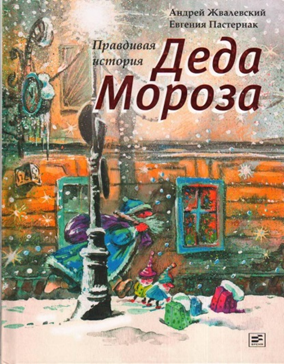 Андрей Жвалевский
Евгения Пастернак
Правдивая
история
Деда
Мороза